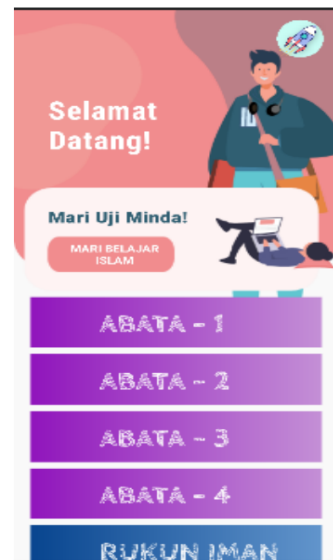 Selamat
Datang!
Mari Uji Minda!
MARI BELAJAR
ISLAM
ABATA - 1
ABATA - 2
ABATA - 3
ABATA - 4
RUKUN IMAN